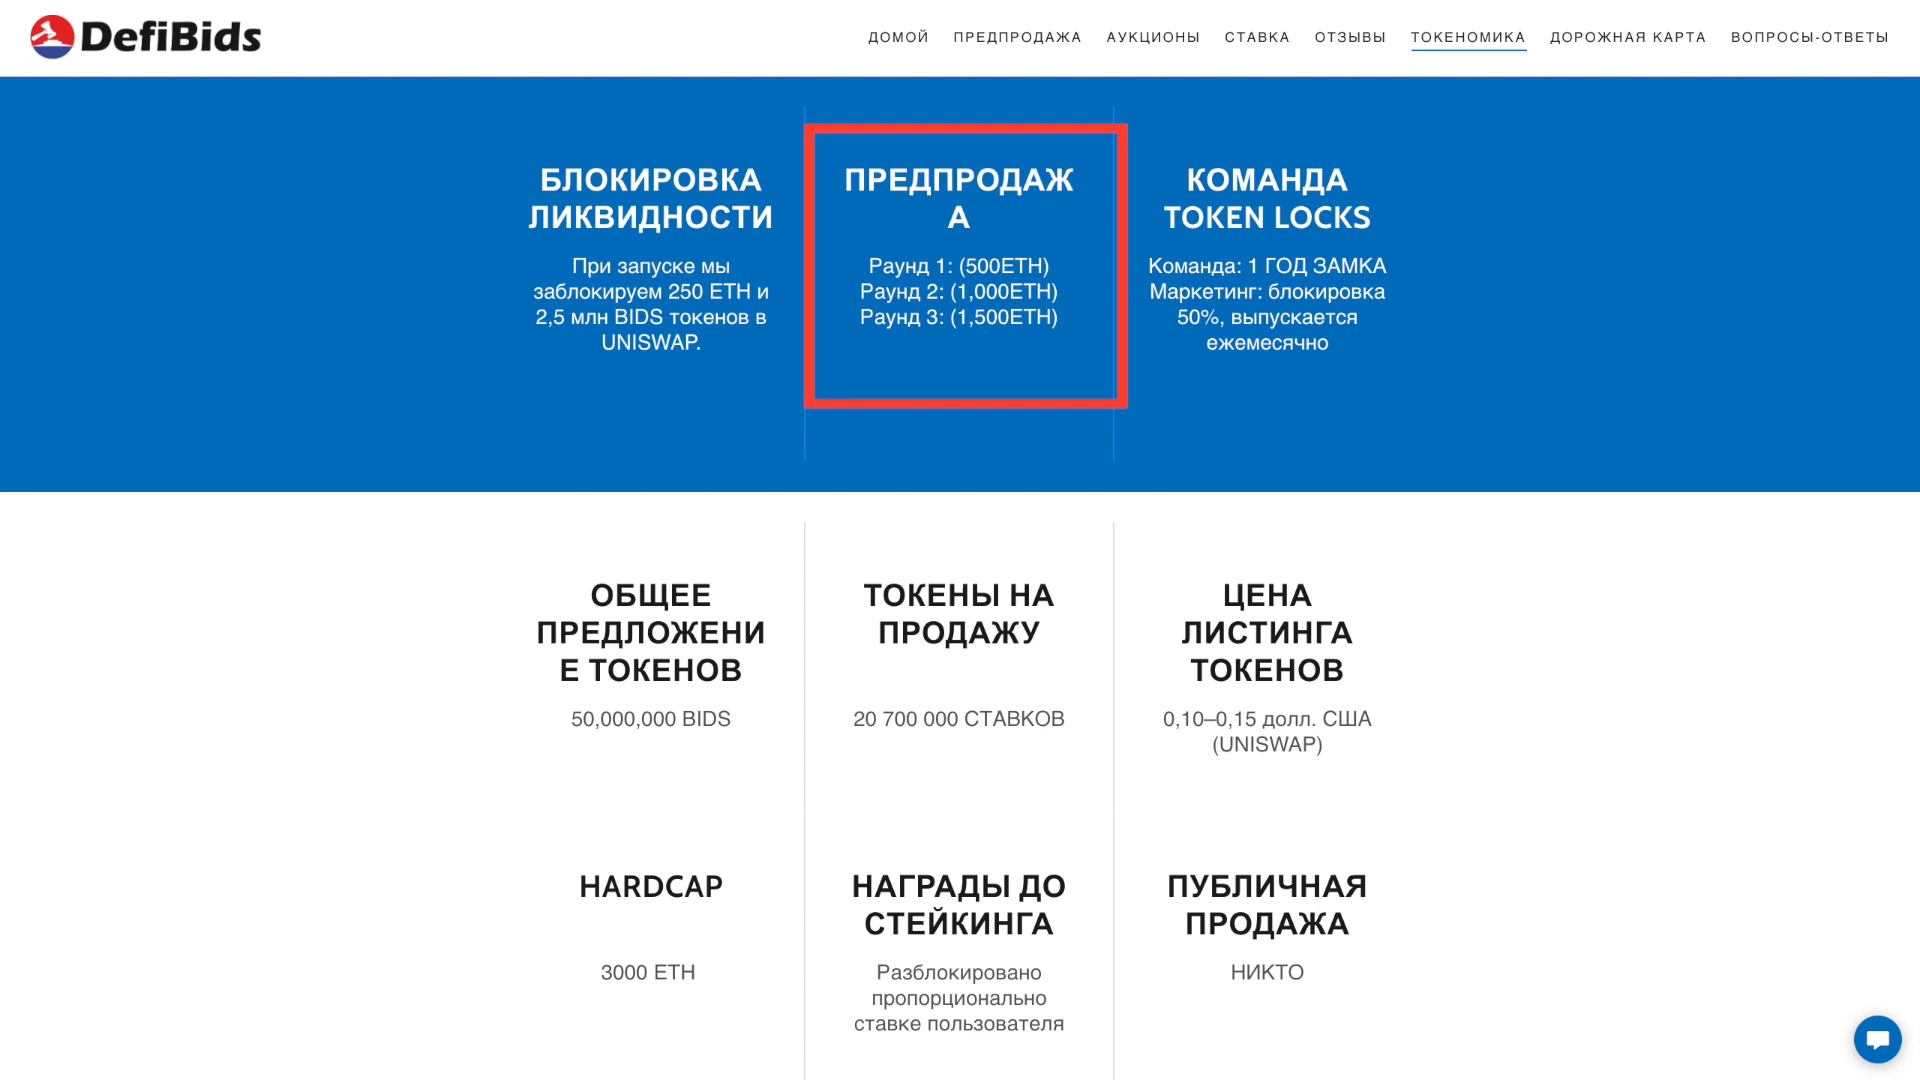 DefiBids
ДОМОЙ ПРЕДПРОДАЖА АУКЦИОНЫ СТАВКА ОТЗЫВЫ ТОКЕНОМИКА ДОРОЖНАЯ КАРТА ВОПРОСЫ-ОТВЕТЫ
БЛОКИРОВКА
ЛИКВИДНОСТИ
При запуске мы
заблокируем 250 ETH и
2,5 млн BIDS токенов в
UNISWAP.
ПРЕДПРОДАЖ
А
Раунд 1: (500ETH)
Раунд 2: (1,000ETH)
Раунд 3: (1,500ETH)
КОМАНДА
TOKEN LOCKS
Команда: 1 ГОД ЗАМКА
Маркетинг: блокировка
50%, выпускается
ежемесячно
ОБЩЕЕ
ПРЕДЛОЖЕНИ
Е ТОКЕНОВ
50,000,000 BIDS
ТОКЕНЫ НА
ПРОДАЖУ
20 700 000 СТАВКОВ
ЦЕНА
ЛИСТИНГА
ТОКЕНОВ
0,10–0,15 долл. США
(UNISWAP)
HARDCAP
3000 ETH
НАГРАДЫ ДО
СТЕЙКИНГА
Разблокировано
пропорционально
ставке пользователя
ПУБЛИЧНАЯ
ПРОДАЖА
НИКТО